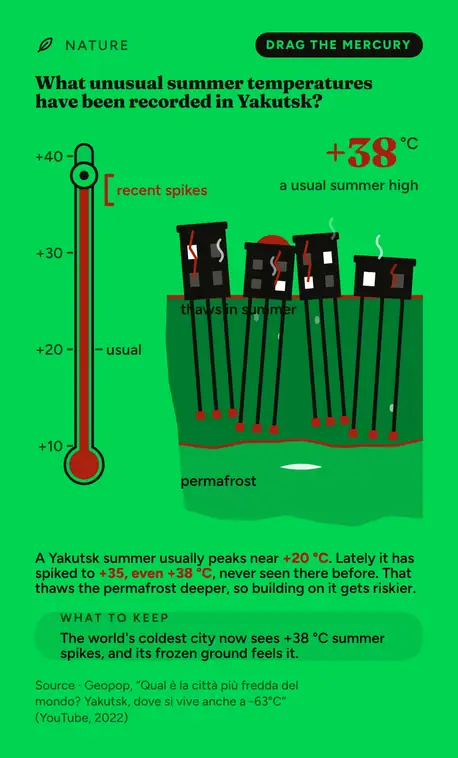 NATURE
DRAG THE MERCURY
What unusual summer temperatures
have been recorded in Yakutsk?
+38 °C
a usual summer high
+40
recent spikes
+30
thaws in summer
+20
usual
+10
permafrost
A Yakutsk summer usually peaks near +20 °C. Lately it has
spiked to +35, even +38 °C, never seen there before. That
thaws the permafrost deeper, so building on it gets riskier.
WHAT TO KEEP
The world's coldest city now sees +38 °C summer
spikes, and its frozen ground feels it.
Source · Geopop, “Qual è la città più fredda del
mondo? Yakutsk, dove si vive anche a -63°C”
(YouTube, 2022)